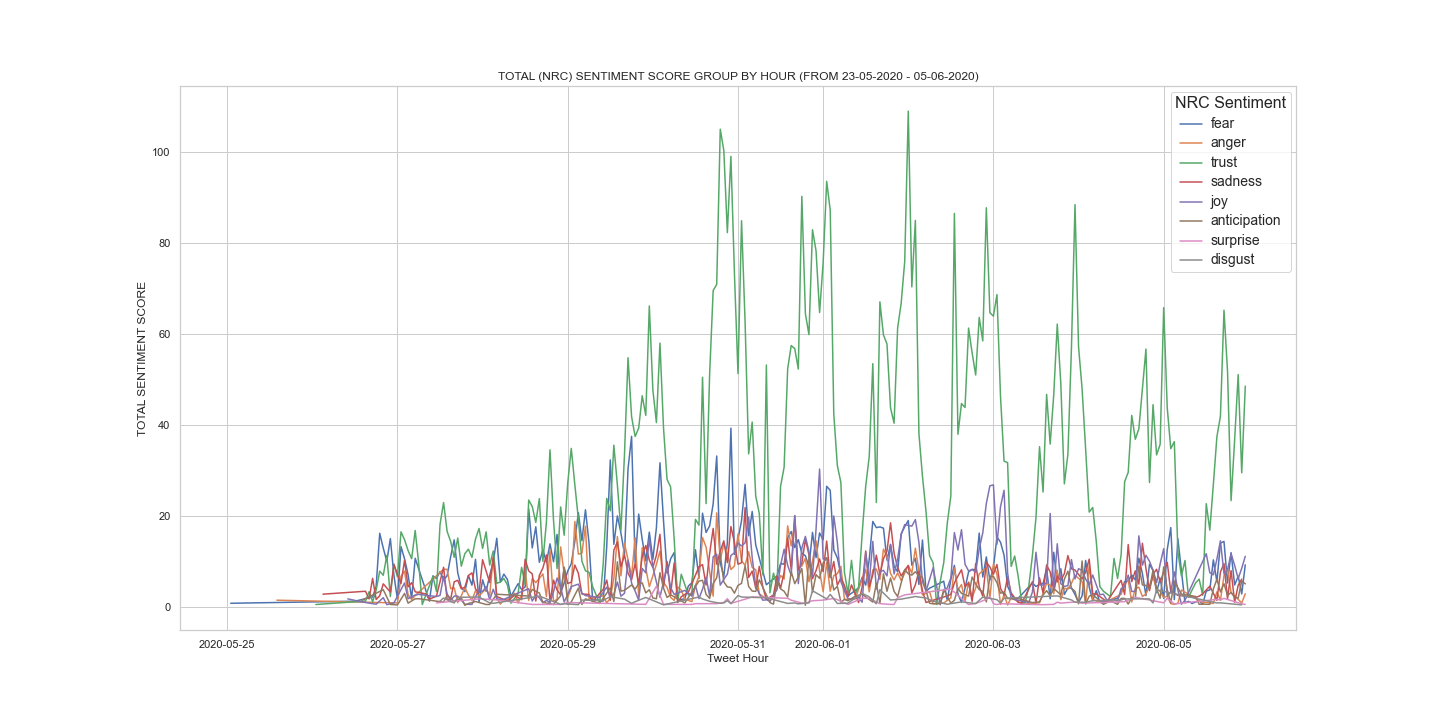 TOTAL (NRC) SENTIMENT SCORE GROUP BY HOUR (FROM 23-05-2020 - 05-06-2020)
NRC Sentiment
fear
anger
trust
sadness
joy
anticipation
surprise
disgust
TOTAL SENTIMENT SCORE
100
80
60
40
20
0
2020-05-25
2020-05-27
2020-05-29
2020-05-31
2020-06-01
2020-06-03
2020-06-05
Tweet Hour